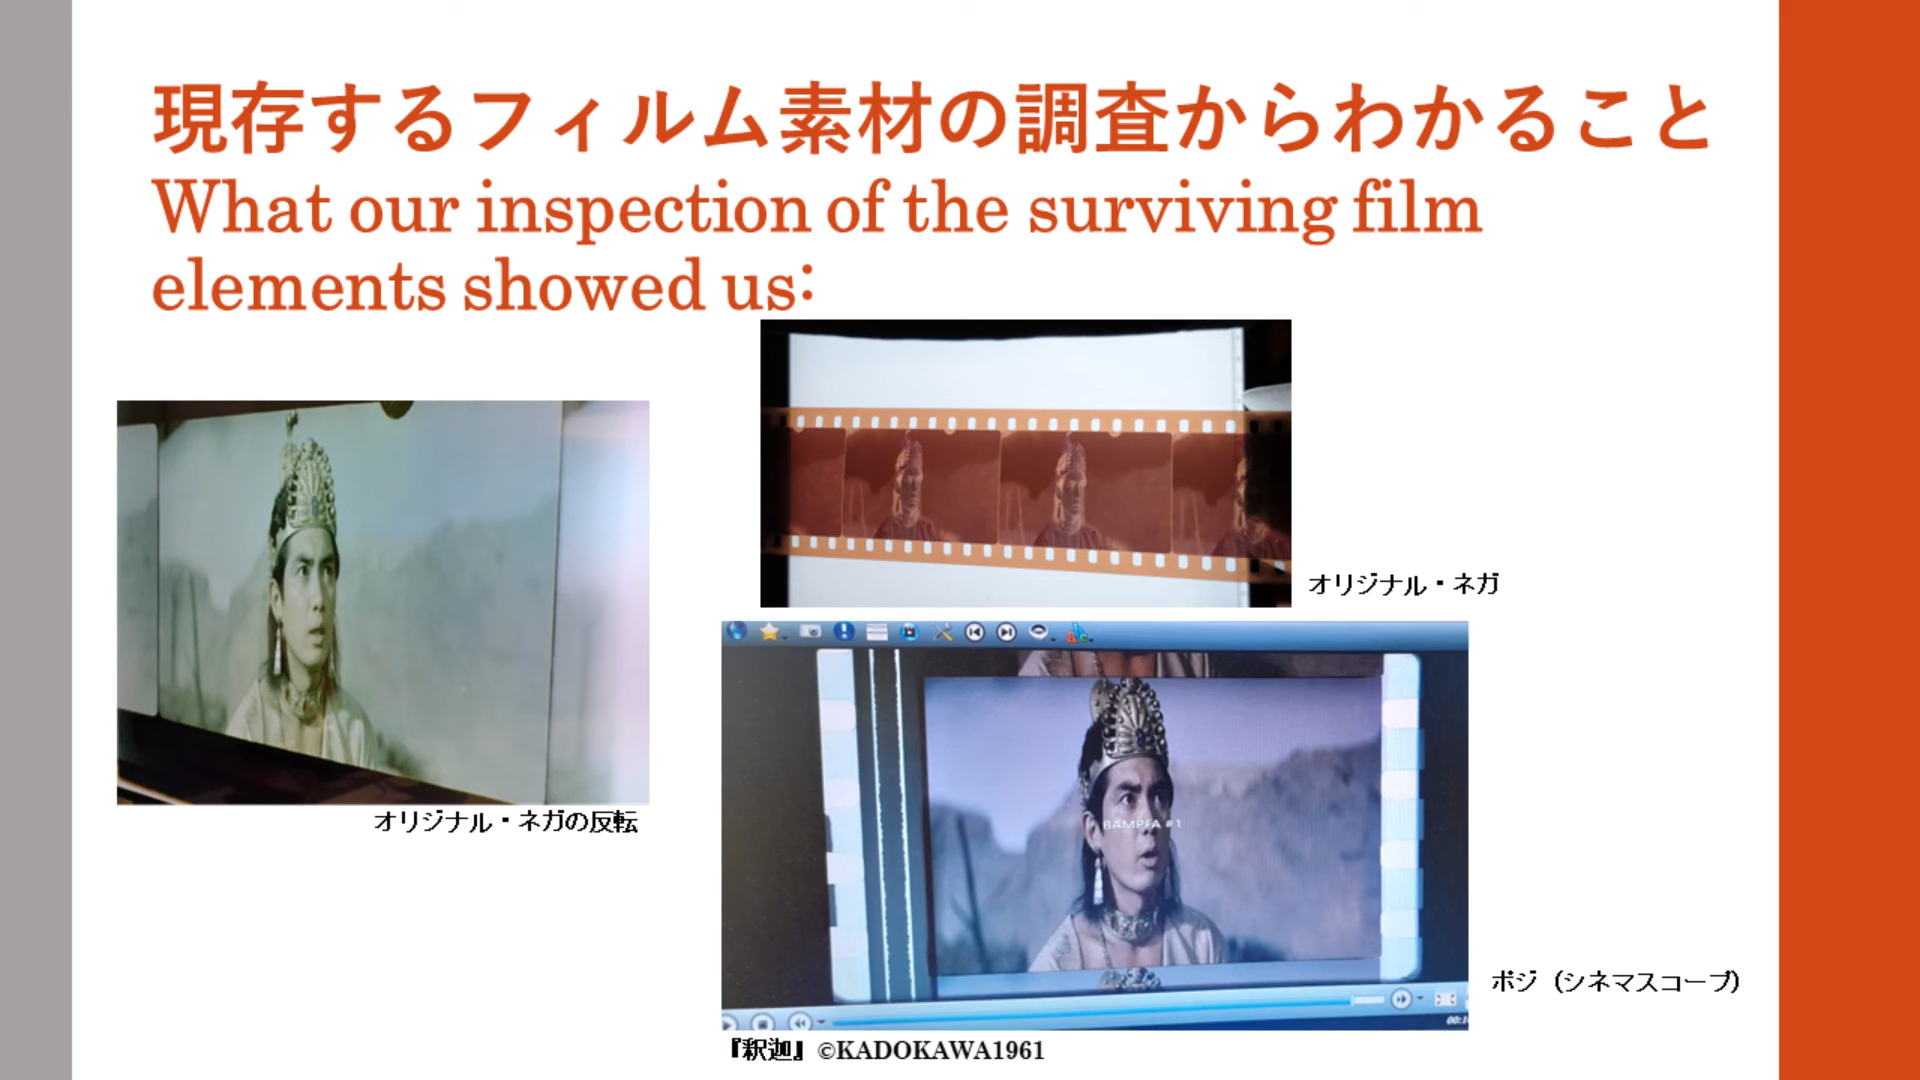 現存するフィルム素材の調査からわかること
What our inspection of the surviving film
elements showed us:
オリジナル・ネガ
オリジナル・ネガの反転
BAMPFA #1
ポジ（シネマスコープ）
『釈迦』 ©KADOKAWA1961